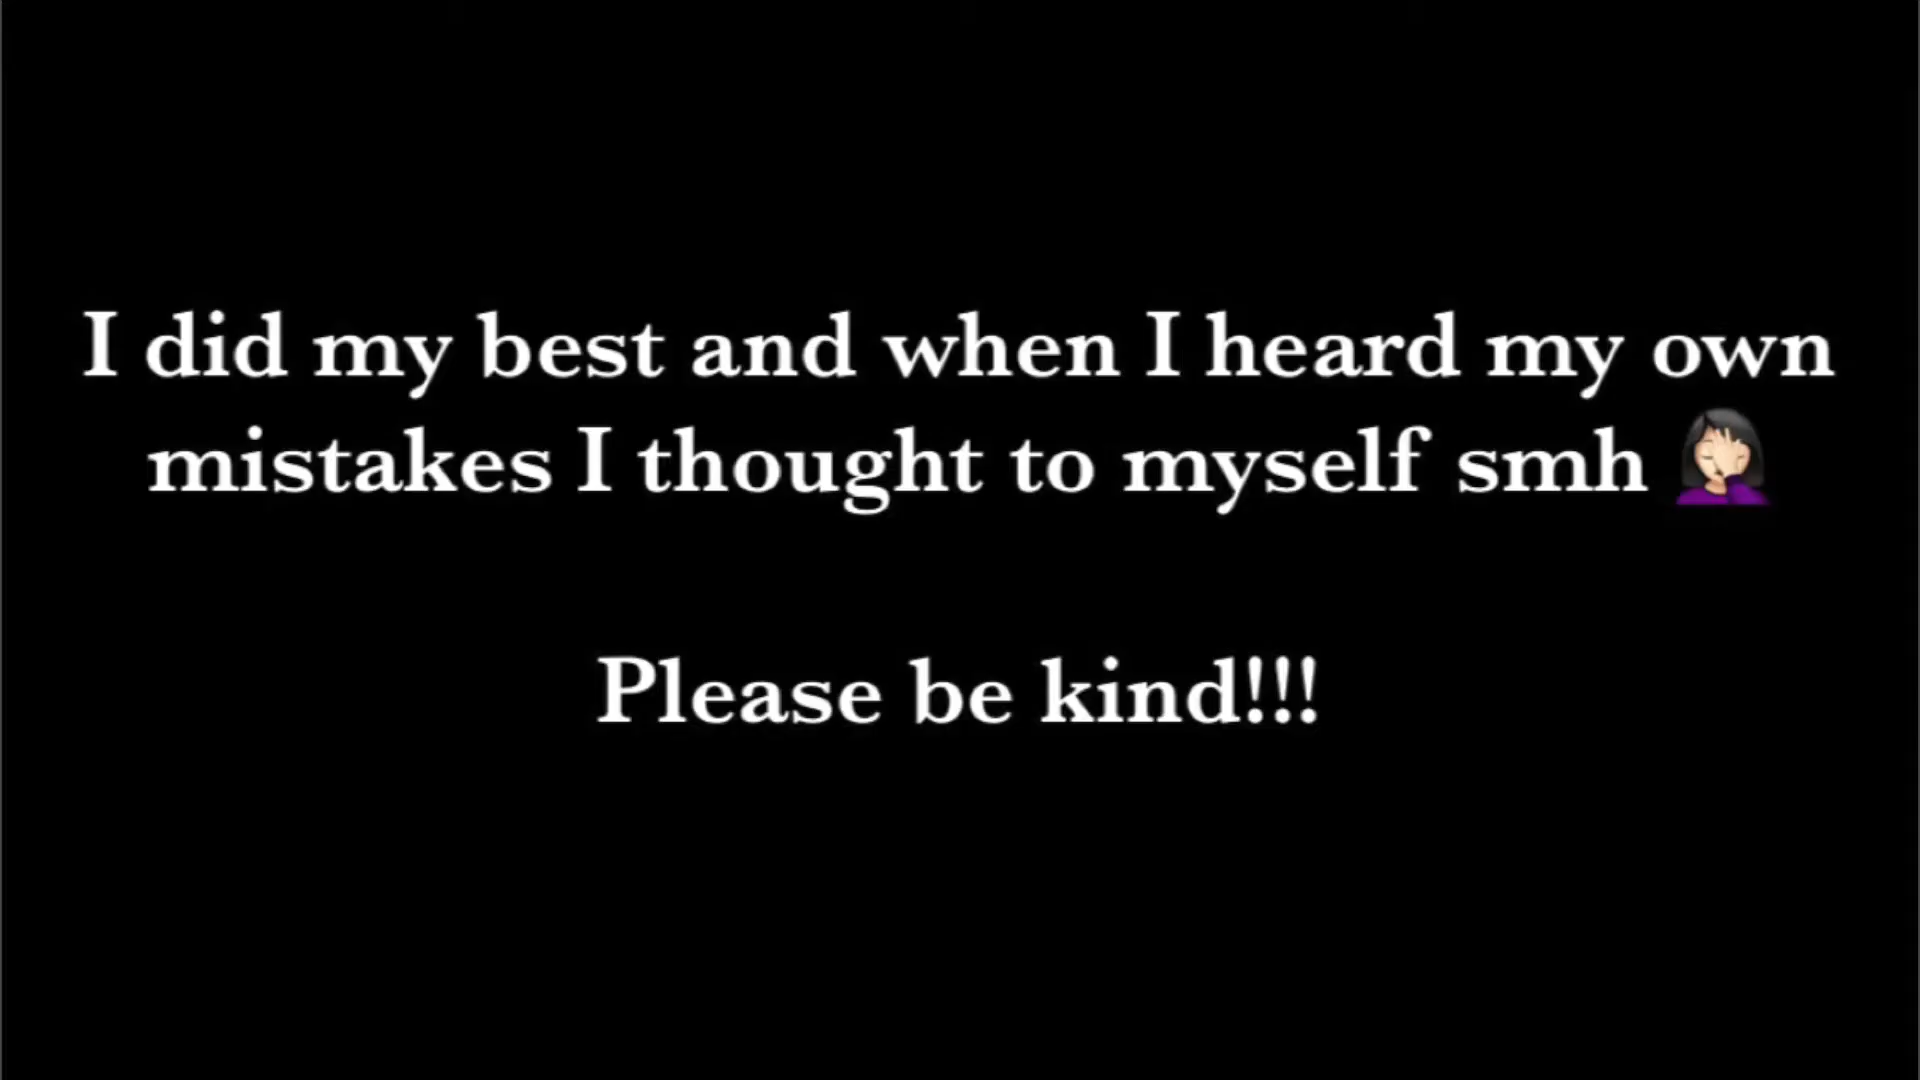 I did my best and when I heard my own
mistakes I thought to myself smh 🤦🏻‍♀️
Please be kind!!!